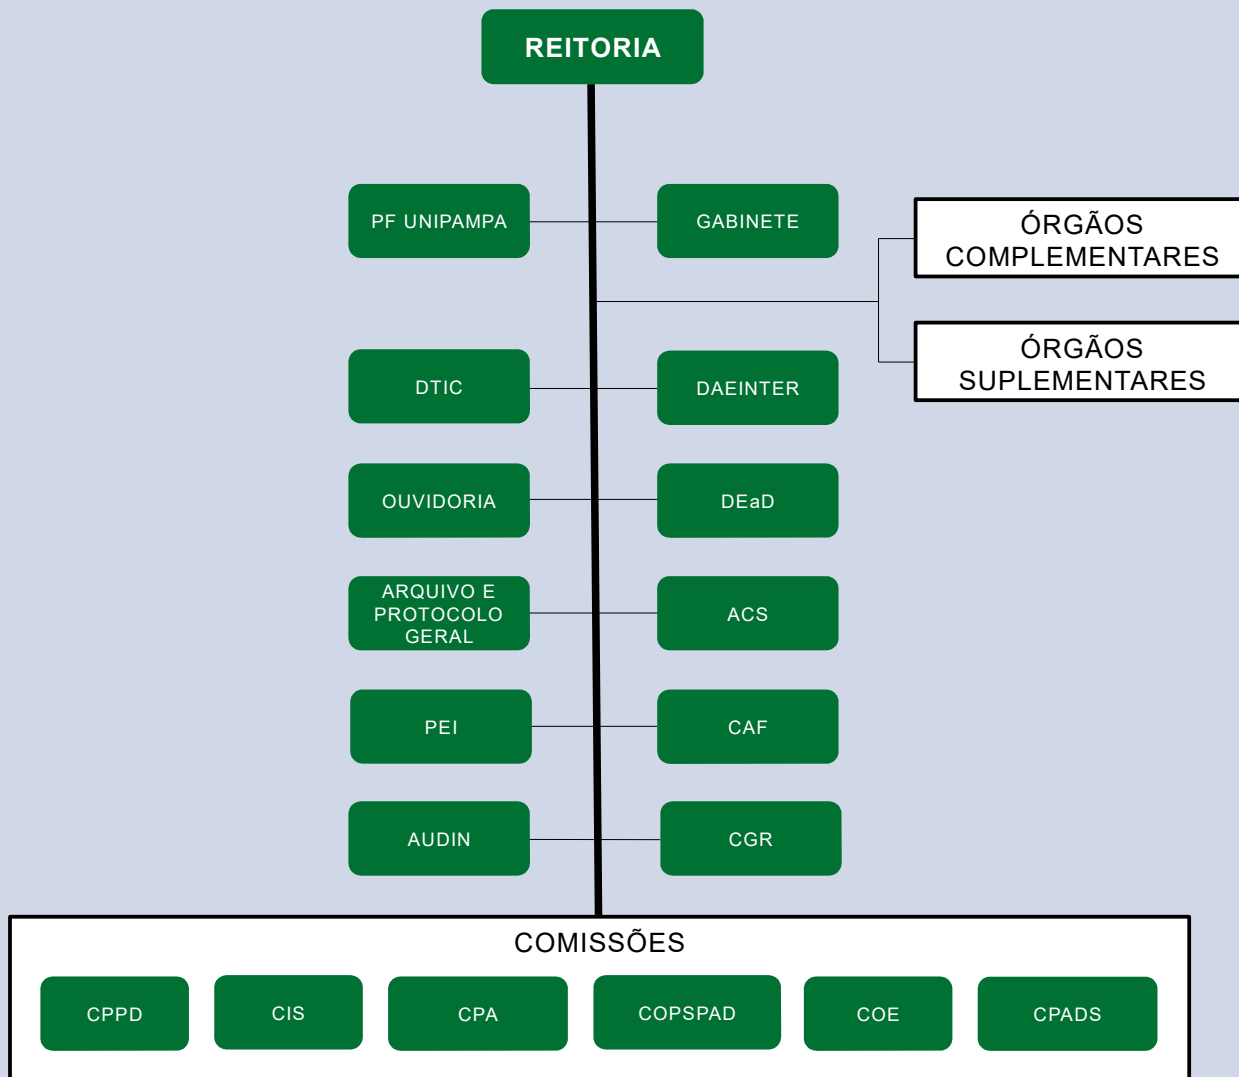 REITORIA
PF UNIPAMPA
GABINETE
ÓRGÃOS
COMPLEMENTARES
ÓRGÃOS
SUPLEMENTARES
DTIC
DAEINTER
OUVIDORIA
DEaD
ARQUIVO E
PROTOCOLO
GERAL
ACS
PEI
CAF
AUDIN
CGR
COMISSÕES
CPPD
CIS
CPA
COPSPAD
COE
CPADS